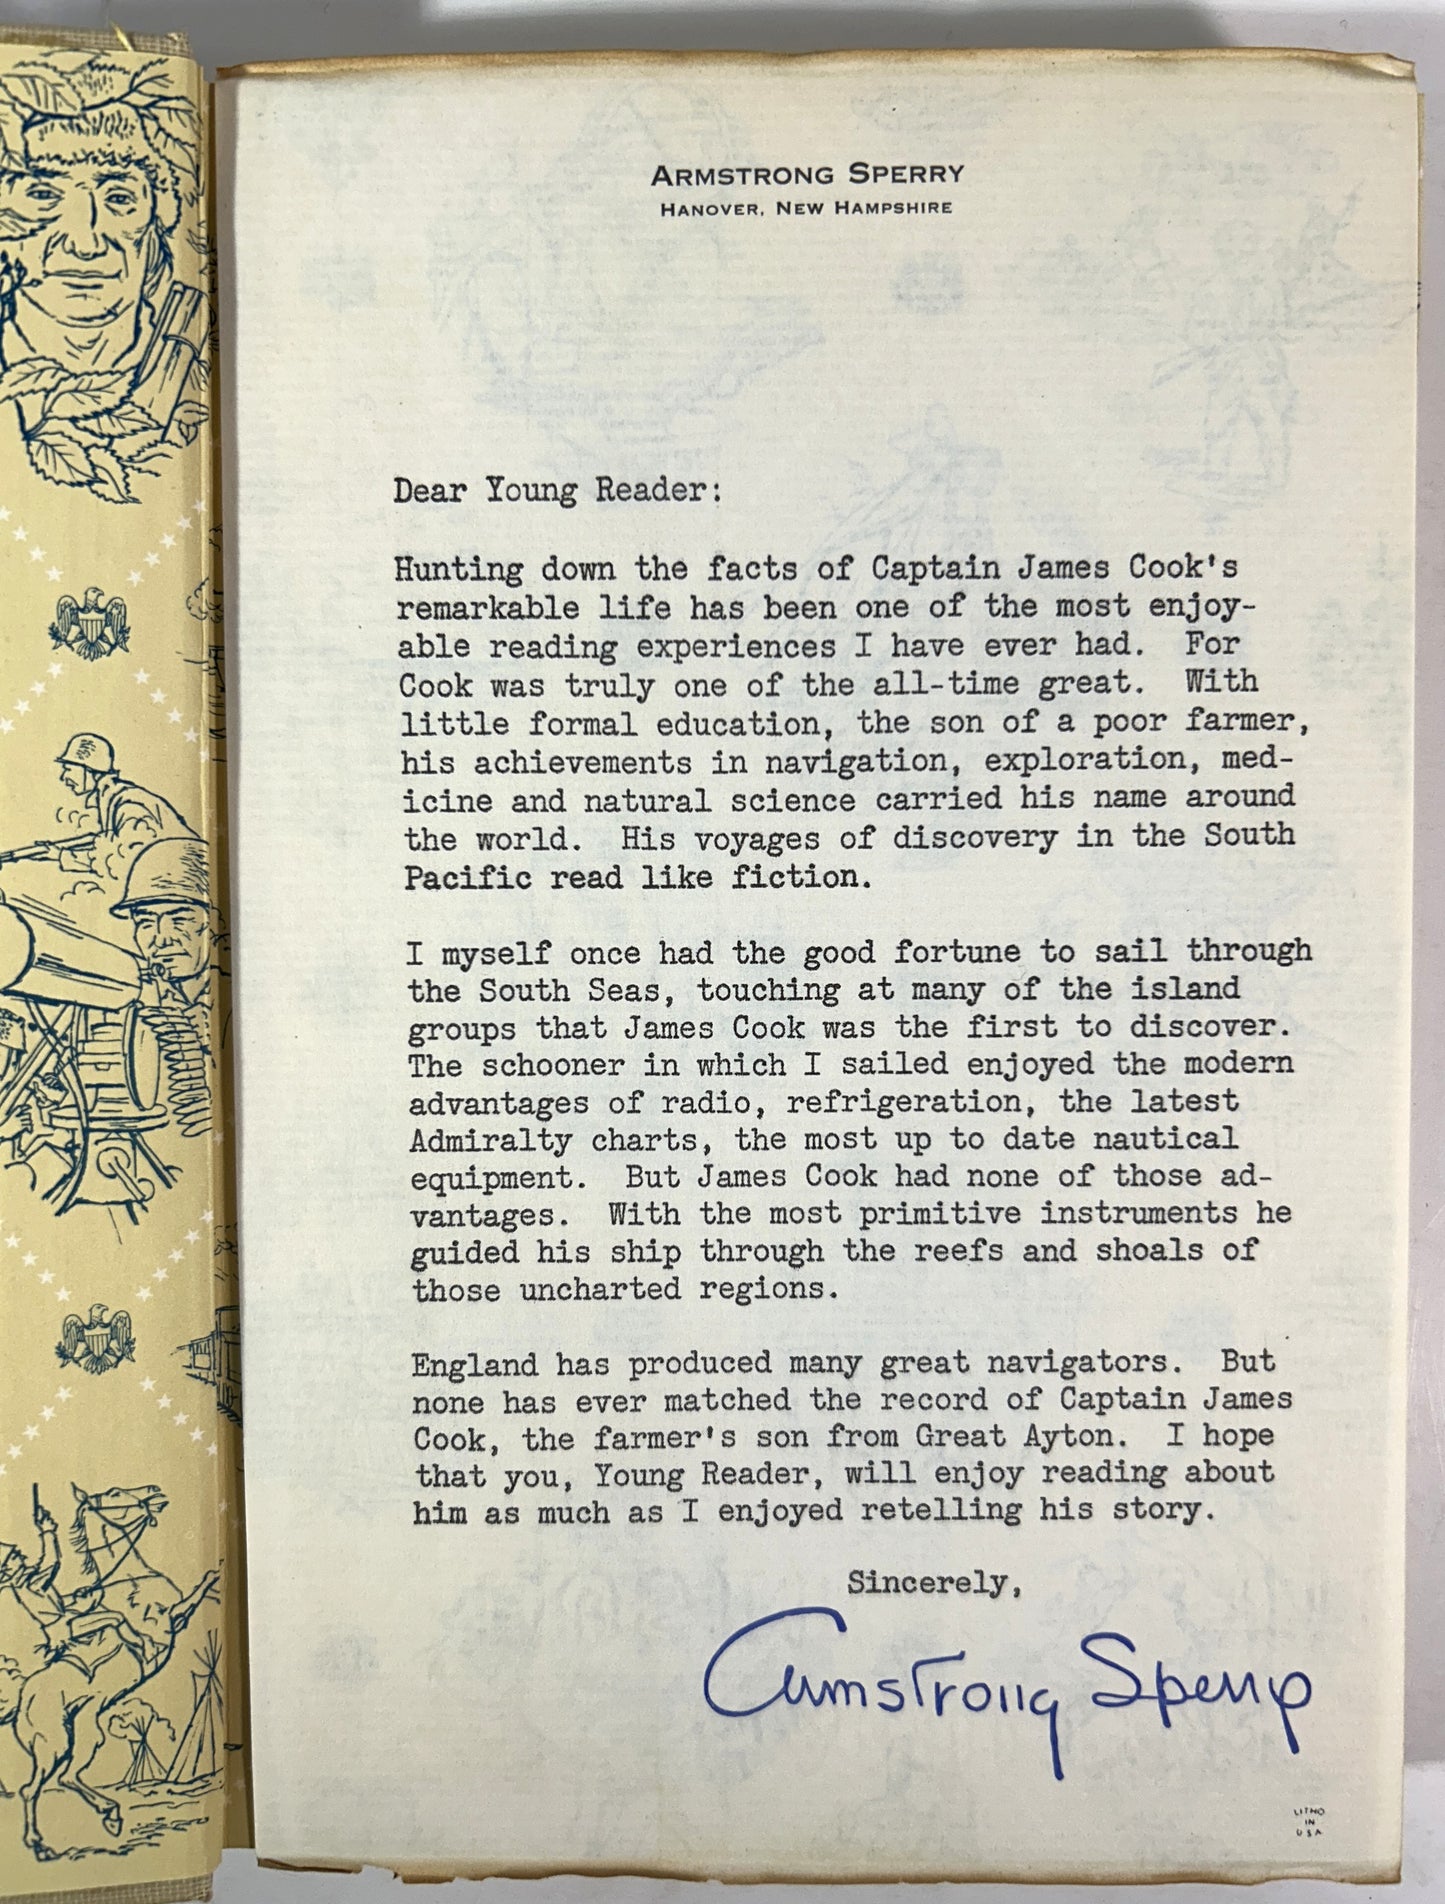 ARMSTRONG SPERRY
HANOVER, NEW HAMPSHIRE
Dear Young Reader:
Hunting down the facts of Captain James Cook's
remarkable life has been one of the most enjoy-
able reading experiences I have ever had.  For
Cook was truly one of the all-time great.  With
little formal education, the son of a poor farmer,
his achievements in navigation, exploration, med-
icine and natural science carried his name around
the world.  His voyages of discovery in the South
Pacific read like fiction.
I myself once had the good fortune to sail through
the South Seas, touching at many of the island
groups that James Cook was the first to discover.
The schooner in which I sailed enjoyed the modern
advantages of radio, refrigeration, the latest
Admiralty charts, the most up to date nautical
equipment.  But James Cook had none of those ad-
vantages.  With the most primitive instruments he
guided his ship through the reefs and shoals of
those uncharted regions.
England has produced many great navigators.  But
none has ever matched the record of Captain James
Cook, the farmer's son from Great Ayton.  I hope
that you, Young Reader, will enjoy reading about
him as much as I enjoyed retelling his story.
Sincerely,
Armstrong Sperry
LITHO
IN
USA